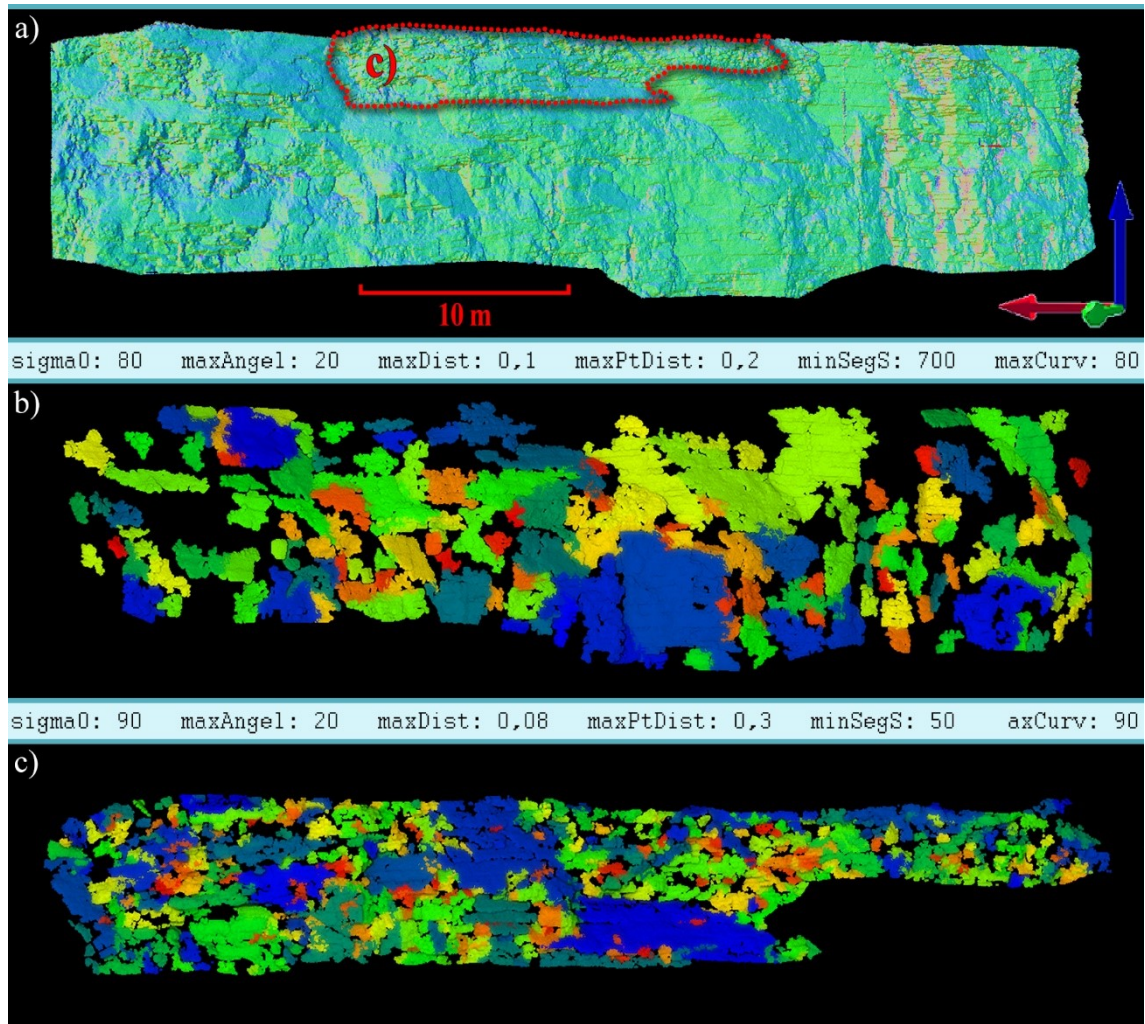 a)
c)
10 m
sigma0: 80 maxAngel: 20 maxDist: 0,1 maxPtDist: 0,2 minSegS: 700 maxCurv: 80
b)
sigma0: 90 maxAngel: 20 maxDist: 0,08 maxPtDist: 0,3 minSegS: 50 axCurv: 90
c)